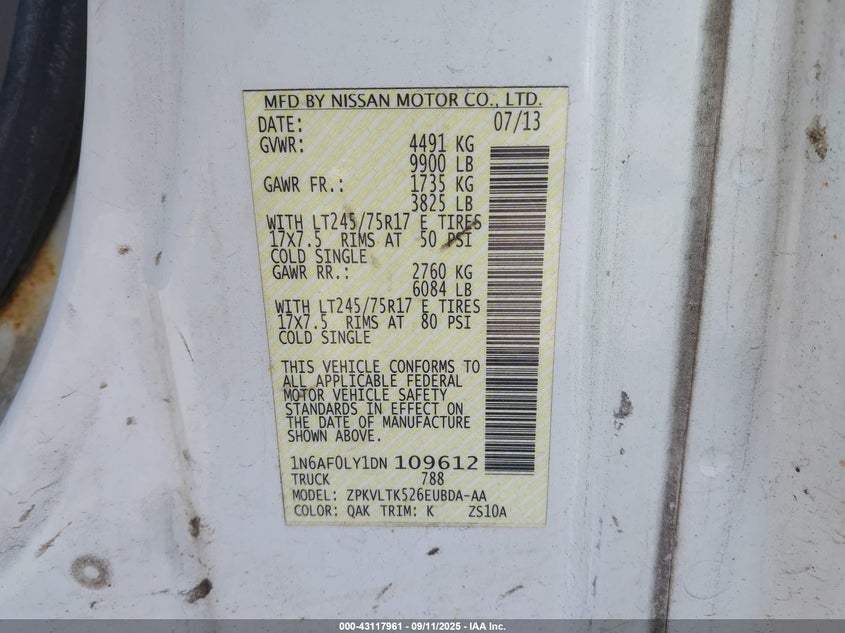 MFD BY NISSAN MOTOR CO., LTD.
DATE: 07/13
GVWR: 4491 KG
9900 LB
GAWR FR.: 1735 KG
3825 LB
WITH LT245/75R17 E TIRES
17X7.5 RIMS AT 50 PSI
COLD SINGLE
GAWR RR.: 2760 KG
6084 LB
WITH LT245/75R17 E TIRES
17X7.5 RIMS AT 80 PSI
COLD SINGLE
THIS VEHICLE CONFORMS TO
ALL APPLICABLE FEDERAL
MOTOR VEHICLE SAFETY
STANDARDS IN EFFECT ON
THE DATE OF MANUFACTURE
SHOWN ABOVE.
1N6AF0LY1DN 109612
TRUCK 788
MODEL: ZPKVLTK526EUBDA-AA
COLOR: QAK TRIM: K ZS10A
000-43117961 - 09/11/2025 - IAA Inc.